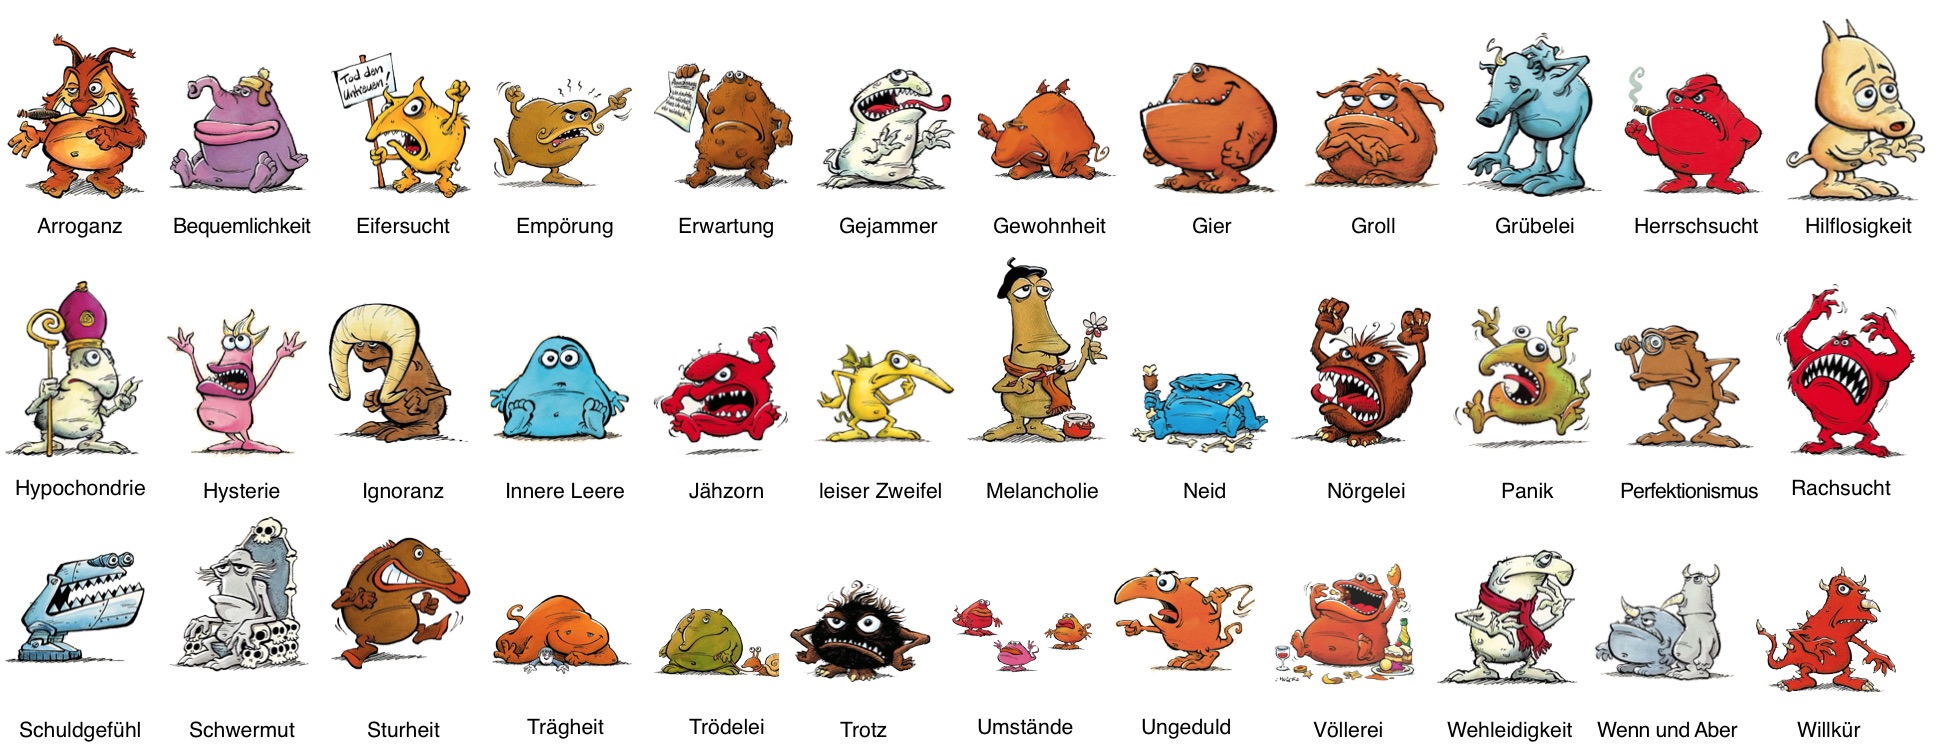 Tod den
Untreuen!
Arroganz
Bequemlichkeit
Eifersucht
Empörung
Erwartung
Gejammer
Gewohnheit
Gier
Groll
Grübelei
Herrschsucht
Hilflosigkeit
Hypochondrie
Hysterie
Ignoranz
Innere Leere
Jähzorn
leiser Zweifel
Melancholie
Neid
Nörgelei
Panik
Perfektionismus
Rachsucht
Schuldgefühl
Schwermut
Sturheit
Trägheit
Trödelei
Trotz
Umstände
Ungeduld
Völlerei
Wehleidigkeit
Wenn und Aber
Willkür